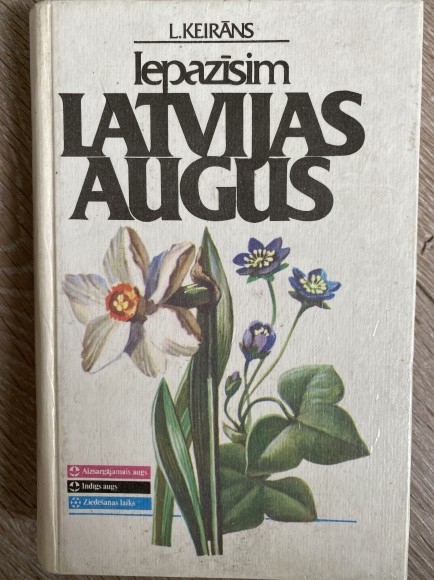 L.KEIRĀNS
Iepazīsim
LATVIJAS
AUGUS
Aizsargājamais augs
Indīgs augs
Ziedēšanas laiks